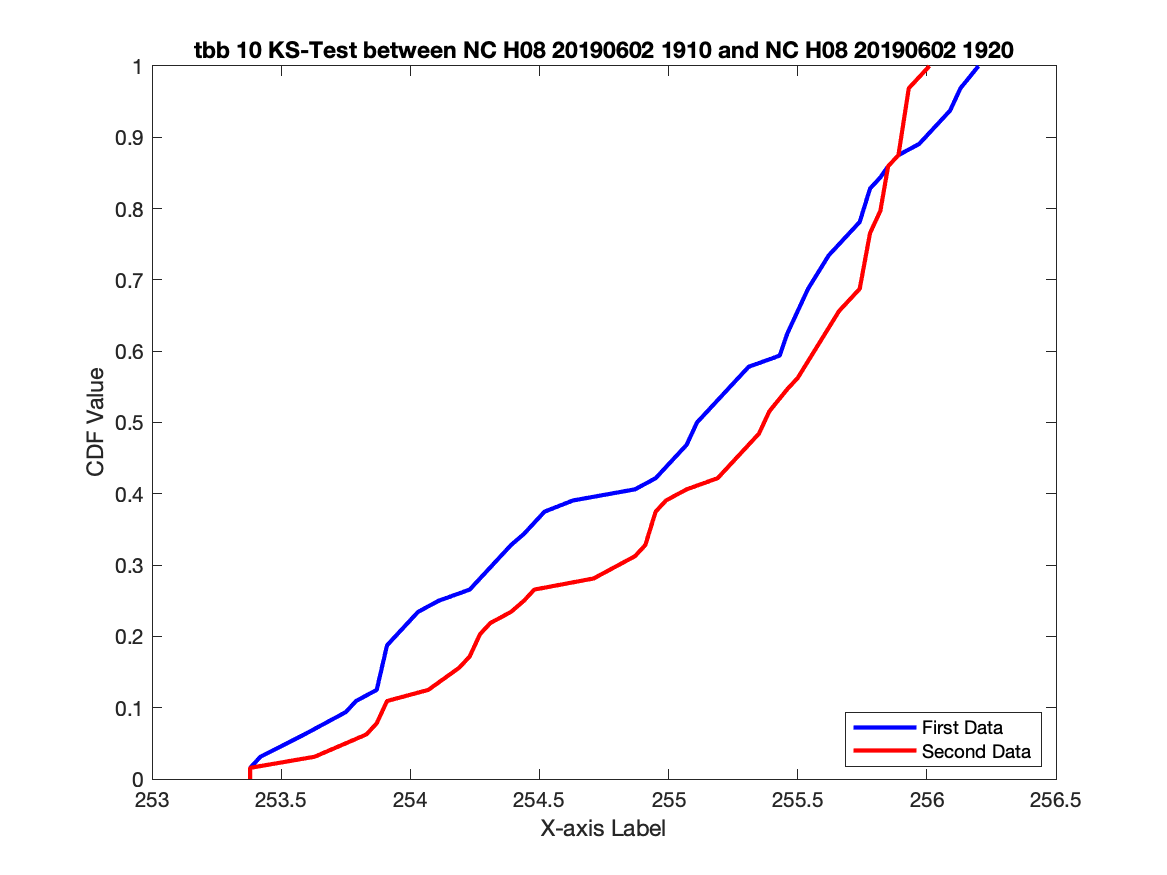 tbb 10 KS-Test between NC H08 20190602 1910 and NC H08 20190602 1920
1
0.9
0.8
0.7
0.6
0.5
0.4
0.3
0.2
0.1
0
CDF Value
First Data
Second Data
253 253.5 254 254.5 255 255.5 256 256.5
X-axis Label